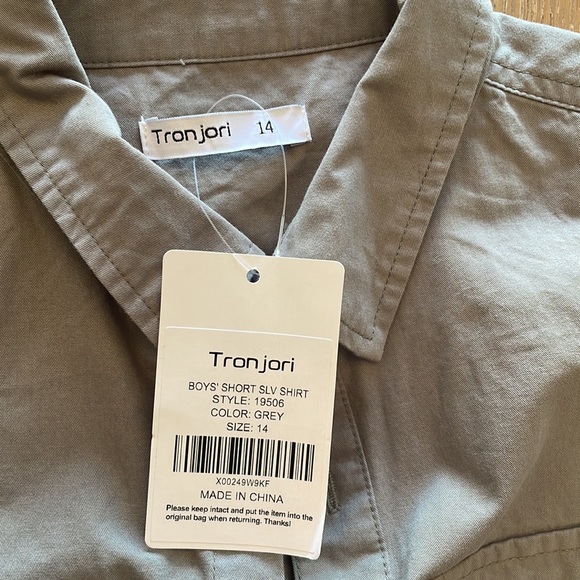 Tronjori 14
Tronjori
BOYS' SHORT SLV SHIRT
STYLE: 19506
COLOR: GREY
SIZE: 14
X00249W9KF
MADE IN CHINA
Please keep intact and put the item into the
original bag when returning. Thanks!